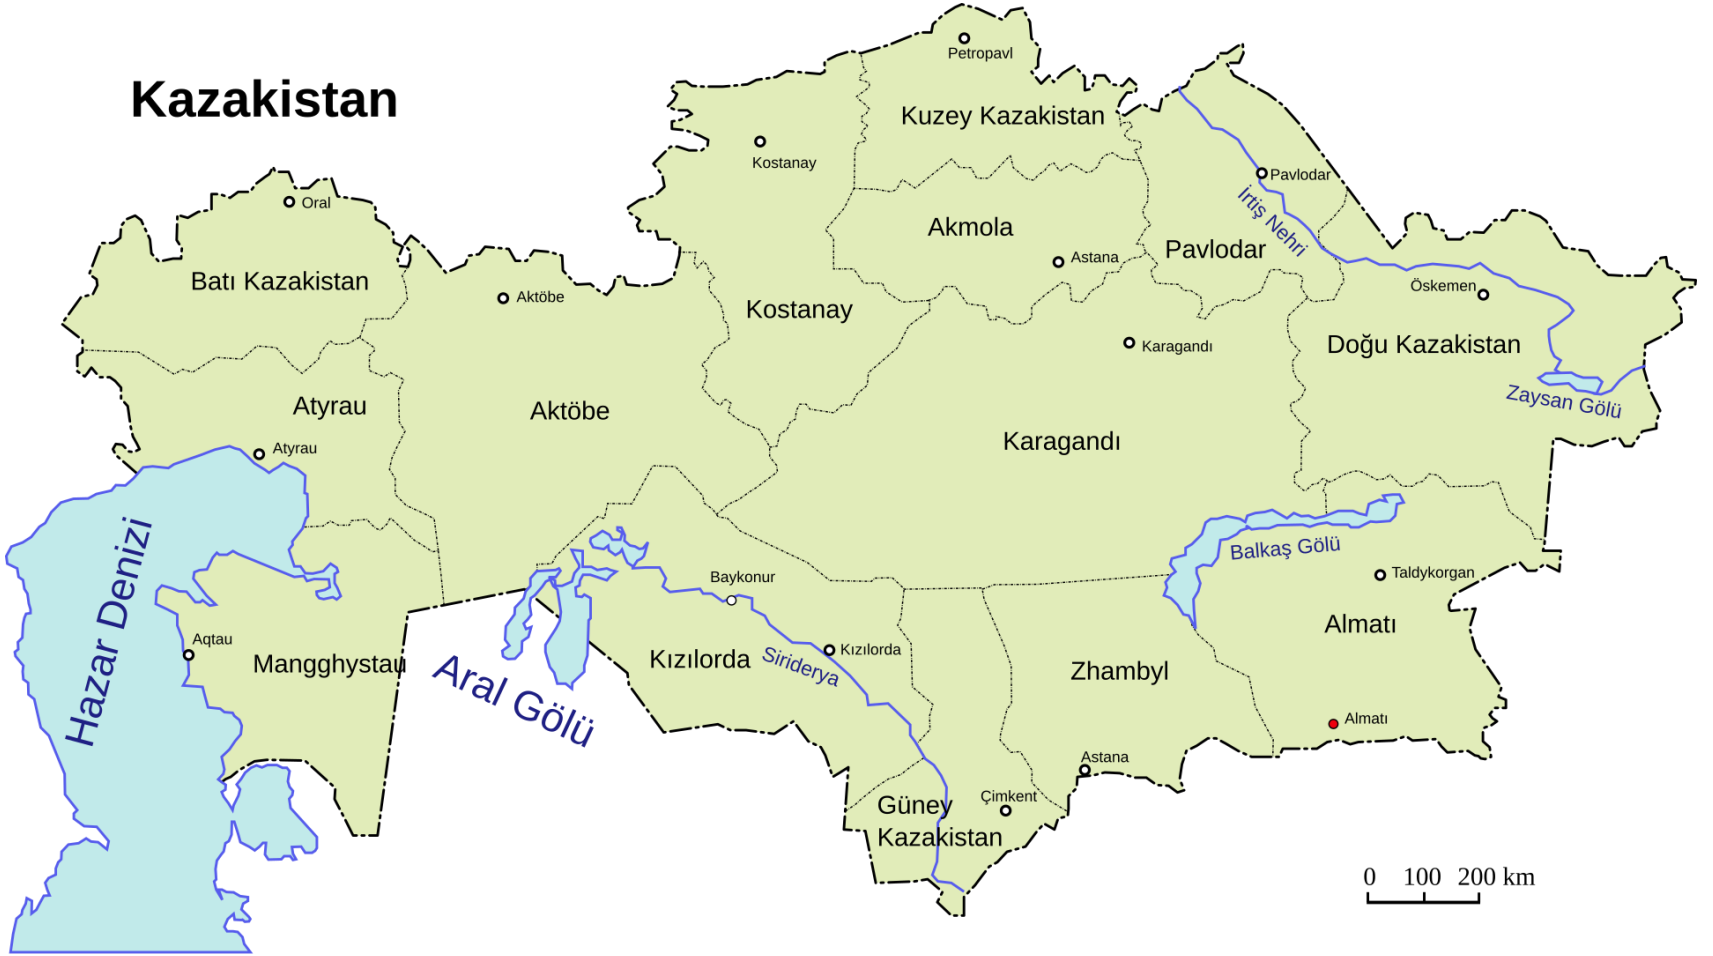 Petropavl
Kazakistan
Kuzey Kazakistan
Kostanay
Pavlodar
Oral
İrtiş Nehri
Akmola
Pavlodar
Astana
Batı Kazakistan
Öskemen
Aktöbe
Kostanay
Karagandı
Doğu Kazakistan
Zaysan Gölü
Atyrau
Aktöbe
Karagandı
Atyrau
Hazar Denizi
Balkaş Gölü
Taldykorgan
Baykonur
Almatı
Aqtau
Kızılorda
Mangghystau
Kızılorda
Siriderya
Zhambyl
Aral Gölü
Almatı
Astana
Çimkent
Güney
Kazakistan
0 100 200 km